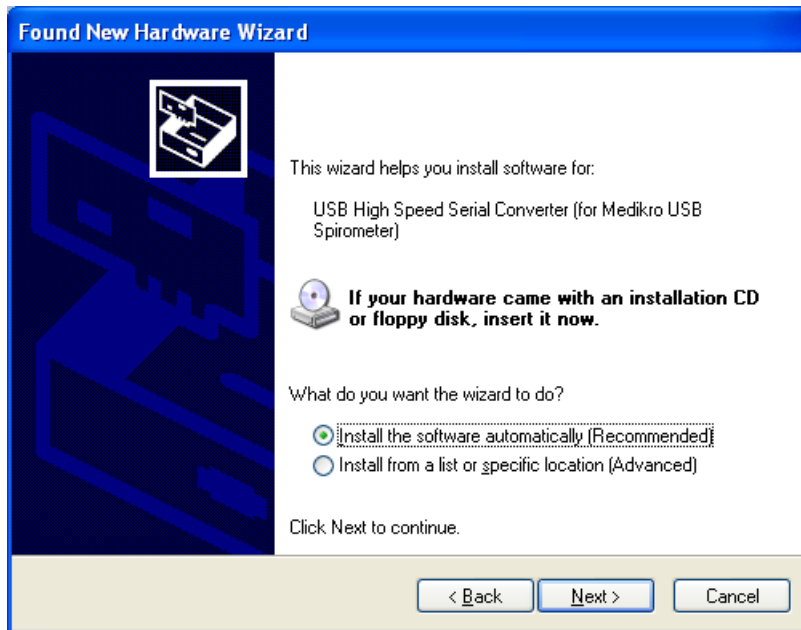 Found New Hardware Wizard
This wizard helps you install software for:
USB High Speed Serial Converter (for Medikro USB
Spirometer)
If your hardware came with an installation CD
or floppy disk, insert it now.
What do you want the wizard to do?
Install the software automatically (Recommended)
Install from a list or specific location (Advanced)
Click Next to continue.
< Back Next > Cancel